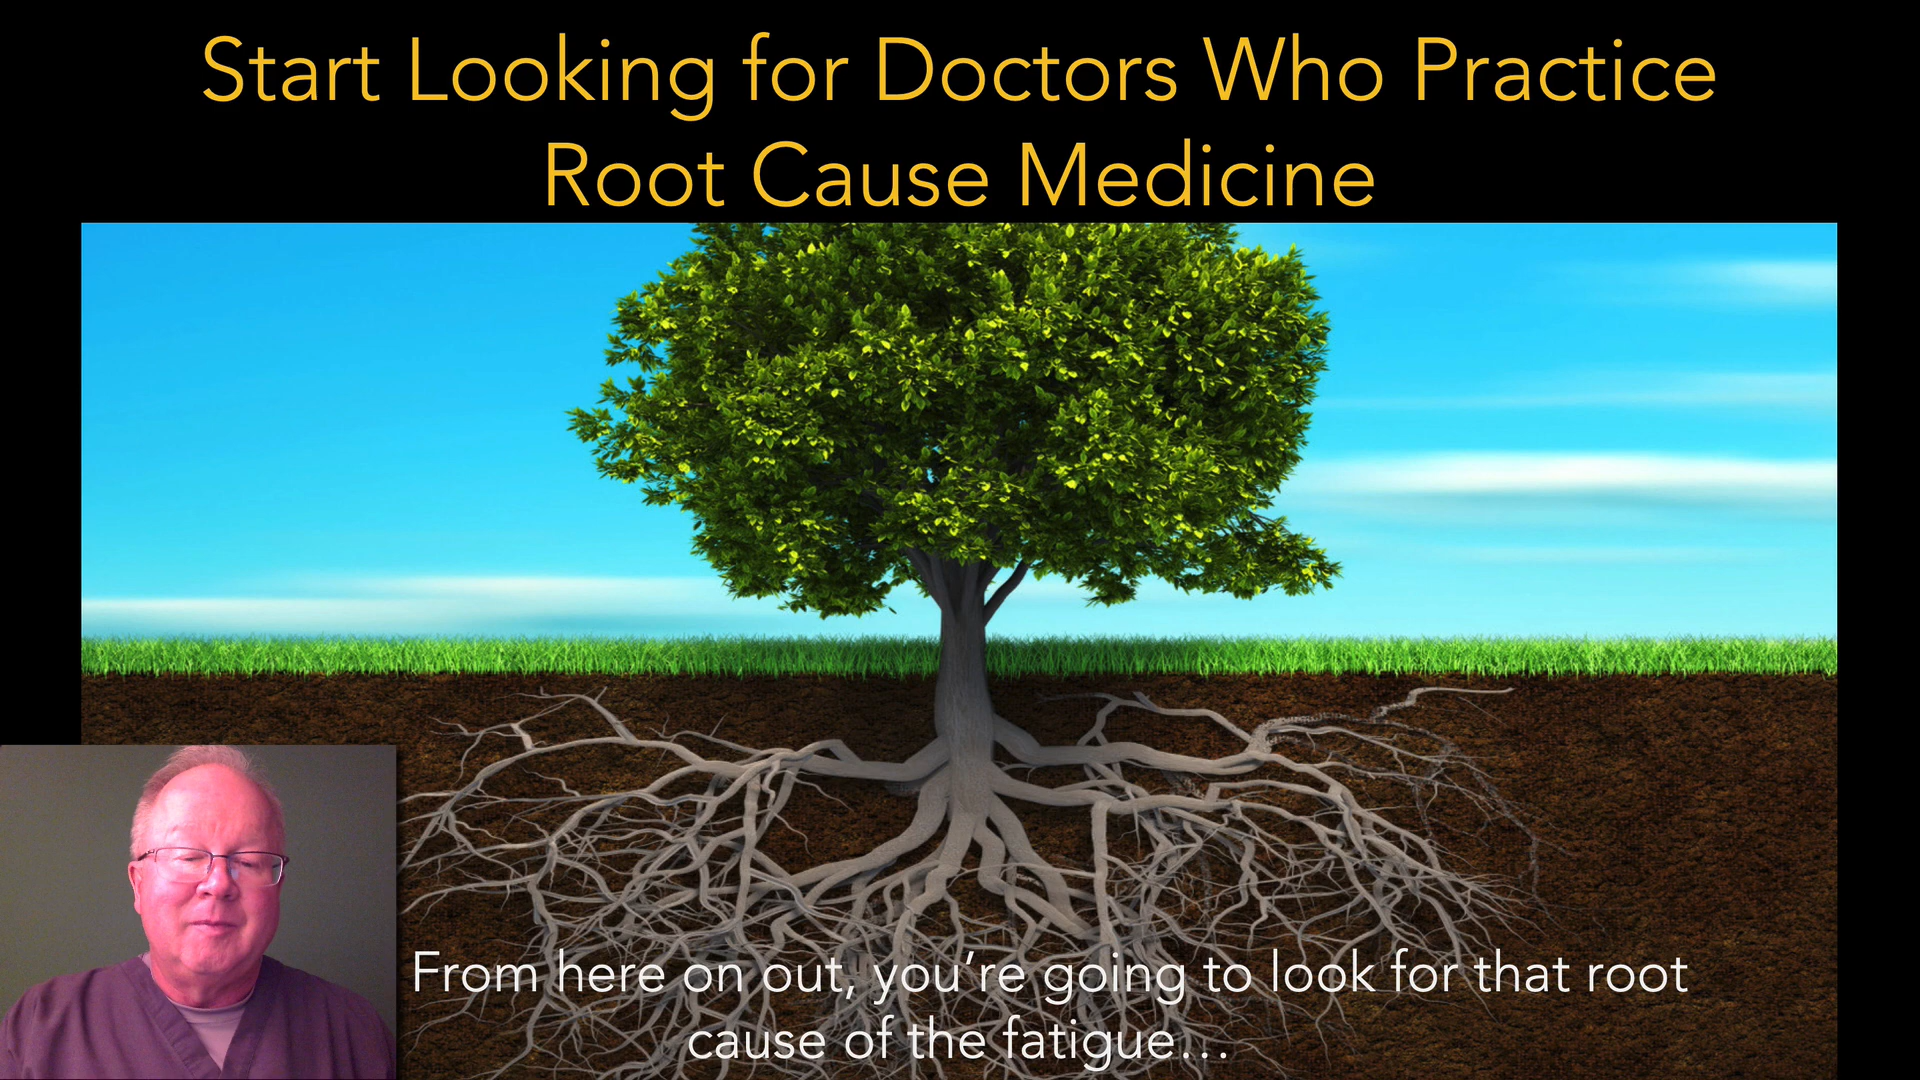 Start Looking for Doctors Who Practice
Root Cause Medicine
From here on out, you’re going to look for that root
cause of the fatigue…